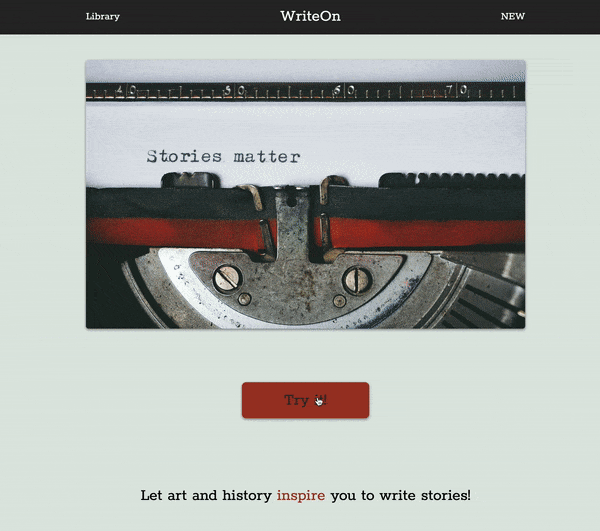 Library WriteOn NEW
40 50 60 70
Stories matter
Try it!
Let art and history inspire you to write stories!